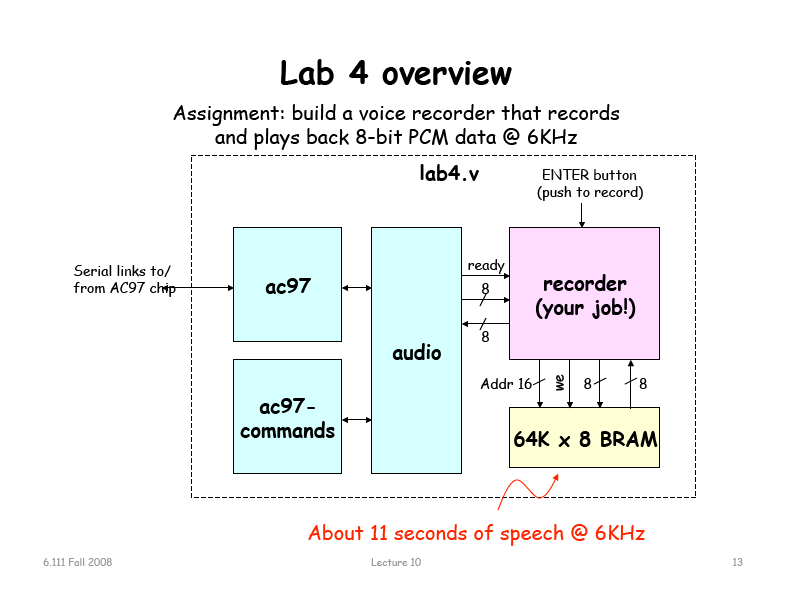 Lab 4 overview
Assignment: build a voice recorder that records
and plays back 8-bit PCM data @ 6KHz
lab4.v
ENTER button
(push to record)
Serial links to/
from AC97 chip
ac97
ready
8
8
recorder
(your job!)
audio
ac97-
commands
Addr 16
we
8
8
64K x 8 BRAM
About 11 seconds of speech @ 6KHz
6.111 Fall 2008
Lecture 10
13